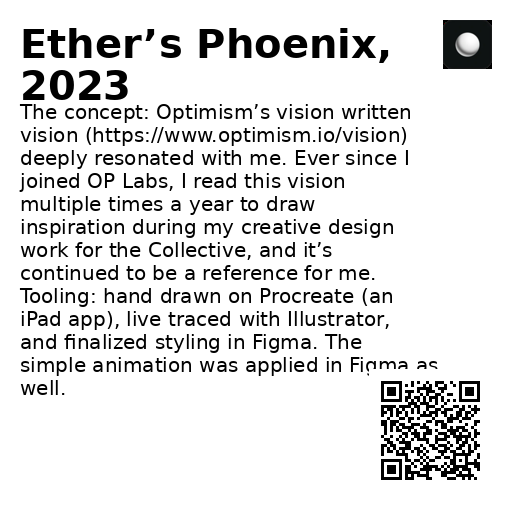 Ether’s Phoenix,
2023
The concept: Optimism’s vision written
vision (https://www.optimism.io/vision)
deeply resonated with me. Ever since I
joined OP Labs, I read this vision
multiple times a year to draw
inspiration during my creative design
work for the Collective, and it’s
continued to be a reference for me.
Tooling: hand drawn on Procreate (an
iPad app), live traced with Illustrator,
and finalized styling in Figma. The
simple animation was applied in Figma as
well.